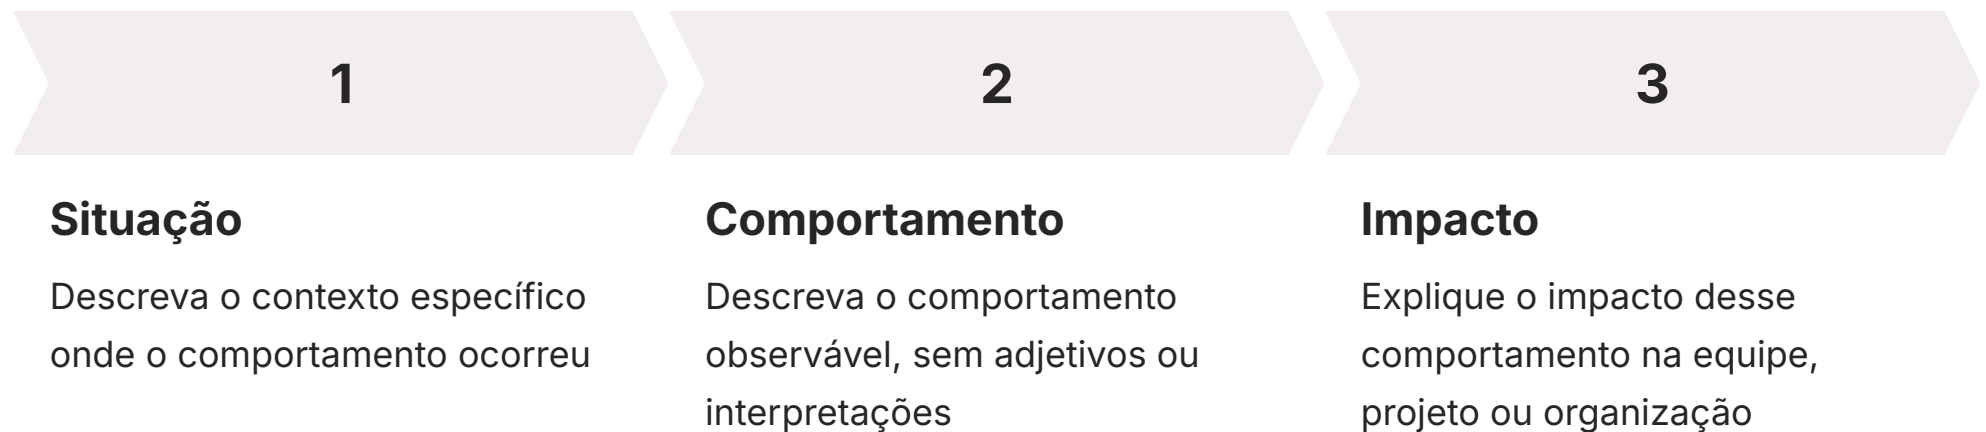 1
Situação
Descreva o contexto específico
onde o comportamento ocorreu
2
Comportamento
Descreva o comportamento
observável, sem adjetivos ou
interpretações
3
Impacto
Explique o impacto desse
comportamento na equipe,
projeto ou organização